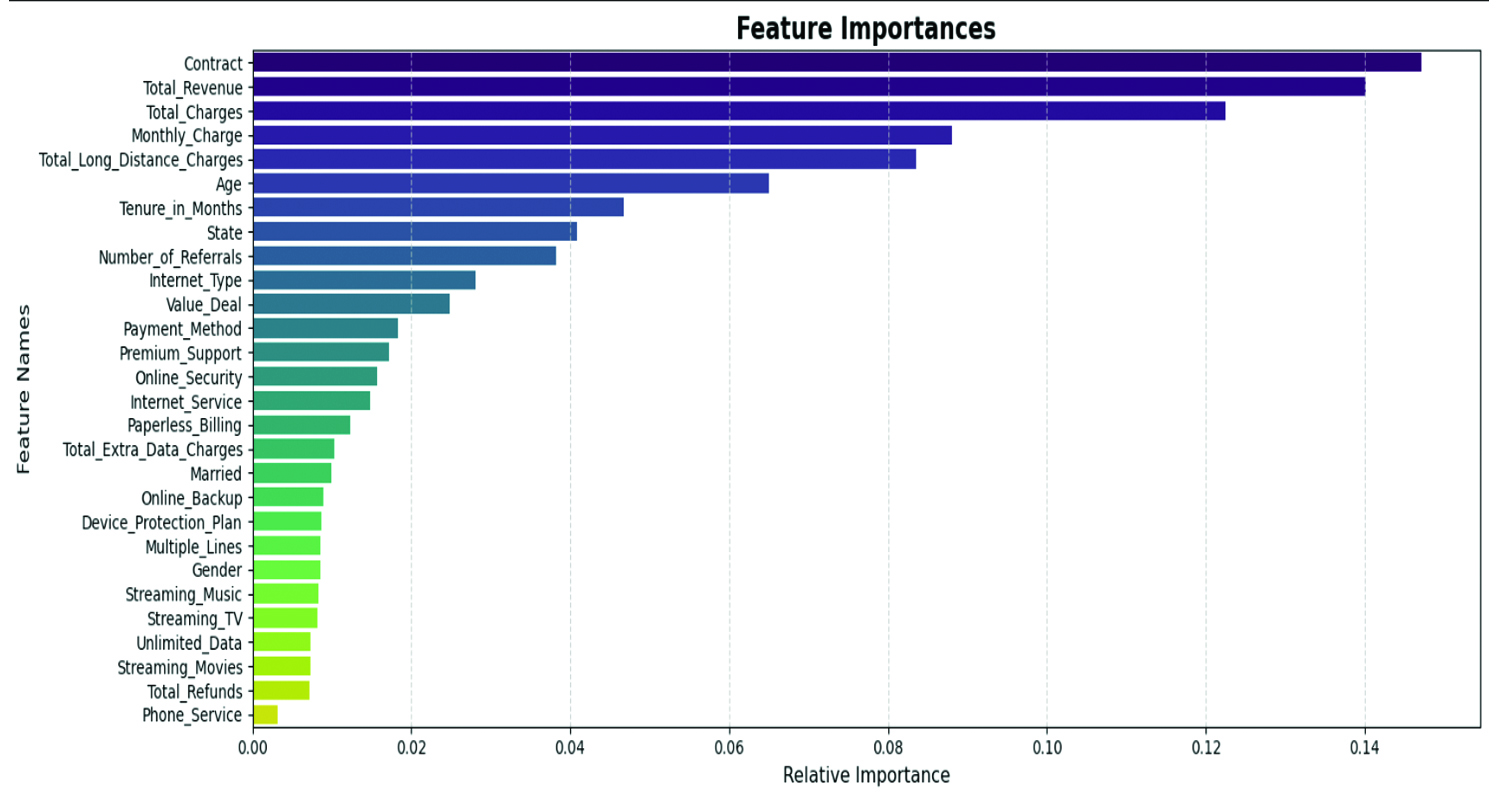 Feature Importances
Contract
Total_Revenue
Total_Charges
Monthly_Charge
Total_Long_Distance_Charges
Age
Tenure_in_Months
State
Number_of_Referrals
Internet_Type
Value_Deal
Payment_Method
Premium_Support
Online_Security
Internet_Service
Paperless_Billing
Total_Extra_Data_Charges
Married
Online_Backup
Device_Protection_Plan
Multiple_Lines
Gender
Streaming_Music
Streaming_TV
Unlimited_Data
Streaming_Movies
Total_Refunds
Phone_Service
Feature Names
0.00 0.02 0.04 0.06 0.08 0.10 0.12 0.14
Relative Importance